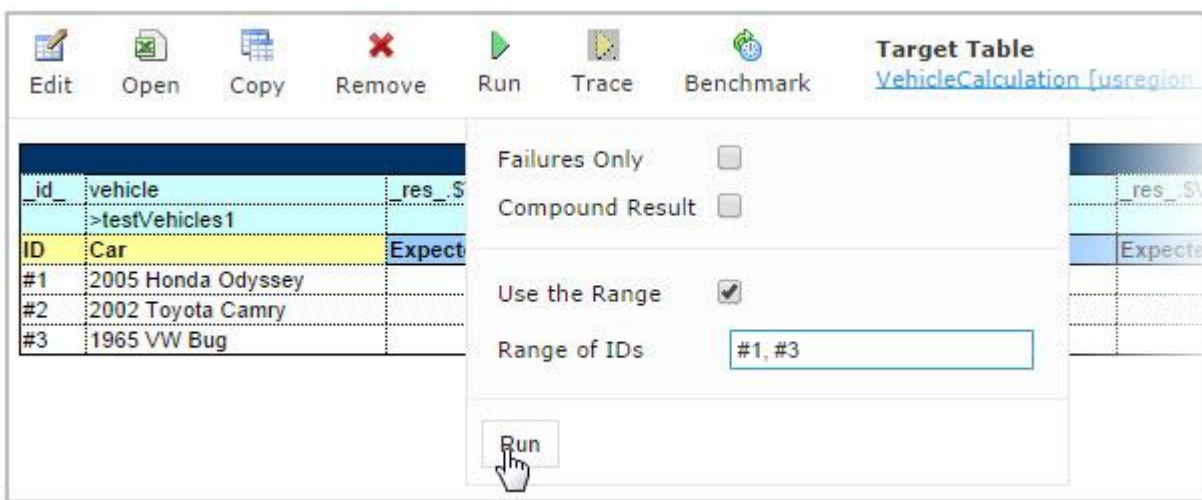 Edit Open Copy Remove Run Trace Benchmark
Target Table
VehicleCalculation [usregion
Failures Only
Compound Result
Use the Range
Range of IDs #1, #3
Run
_id_ vehicle _res_.$
>testVehicles1
ID Car Expect
#1 2005 Honda Odyssey
#2 2002 Toyota Camry
#3 1965 VW Bug
_res_.$
Expecte